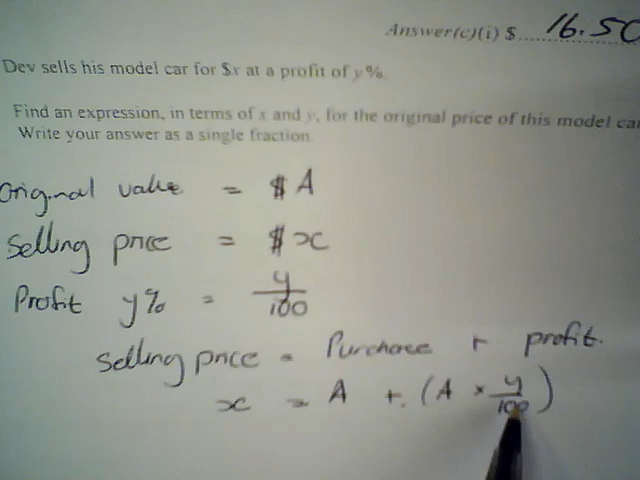 Answer(c)(i) $ 16.50
Dev sells his model car for $x at a profit of y%.
Find an expression, in terms of x and y, for the original price of this model car
Write your answer as a single fraction.
Original value = $ A
Selling price = $ x
Profit y% = y/100
Selling price = Purchase + profit.
x = A + (A × y/100)